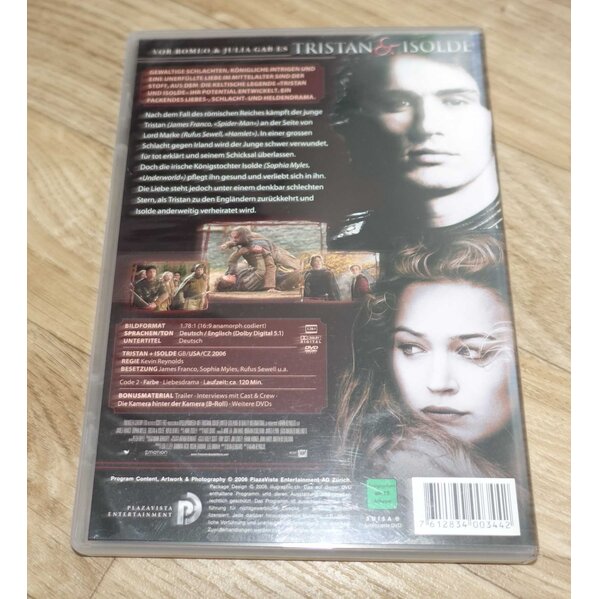 VOR ROMEO & JULIA GAB ES TRISTAN & ISOLDE
GEWALTIGE SCHLACHTEN, KÖNIGLICHE INTRIGEN UND
EINE UNERFÜLLTE LIEBE IM MITTELALTER SIND DER
STOFF, AUS DEM DIE KELTISCHE LEGENDE «TRISTAN
UND ISOLDE» IHR POTENTIAL ENTWICKELT. EIN
PACKENDES LIEBES-, SCHLACHT- UND HELDENDRAMA.
Nach dem Fall des römischen Reiches kämpft der junge
Tristan (James Franco, «Spider-Man») an der Seite von
Lord Marke (Rufus Sewell, «Hamlet»). In einer grossen
Schlacht gegen Irland wird der Junge schwer verwundet,
für tot erklärt und seinem Schicksal überlassen.
Doch die irische Königstochter Isolde (Sophia Myles,
«Underworld») pflegt ihn gesund und verliebt sich in ihn.
Die Liebe steht jedoch unter einem denkbar schlechten
Stern, als Tristan zu den Engländern zurückkehrt und
Isolde anderweitig verheiratet wird.
BILDFORMAT 1.78:1 (16:9 anamorph codiert)
SPRACHEN/TON Deutsch / Englisch (Dolby Digital 5.1)
UNTERTITEL Deutsch
TRISTAN + ISOLDE GB/USA/CZ 2006
REGIE Kevin Reynolds
BESETZUNG James Franco, Sophia Myles, Rufus Sewell u.a.
Code 2 · Farbe · Liebesdrama · Laufzeit: ca. 120 Min.
BONUSMATERIAL Trailer · Interviews mit Cast & Crew ·
Die Kamera hinter der Kamera (B-Roll) · Weitere DVDs
DVD
Program Content, Artwork & Photography © 2006 PlazaVista Entertainment AG Zürich.
PLAZAVISTA
ENTERTAINMENT
SUISA
7 612834 003442